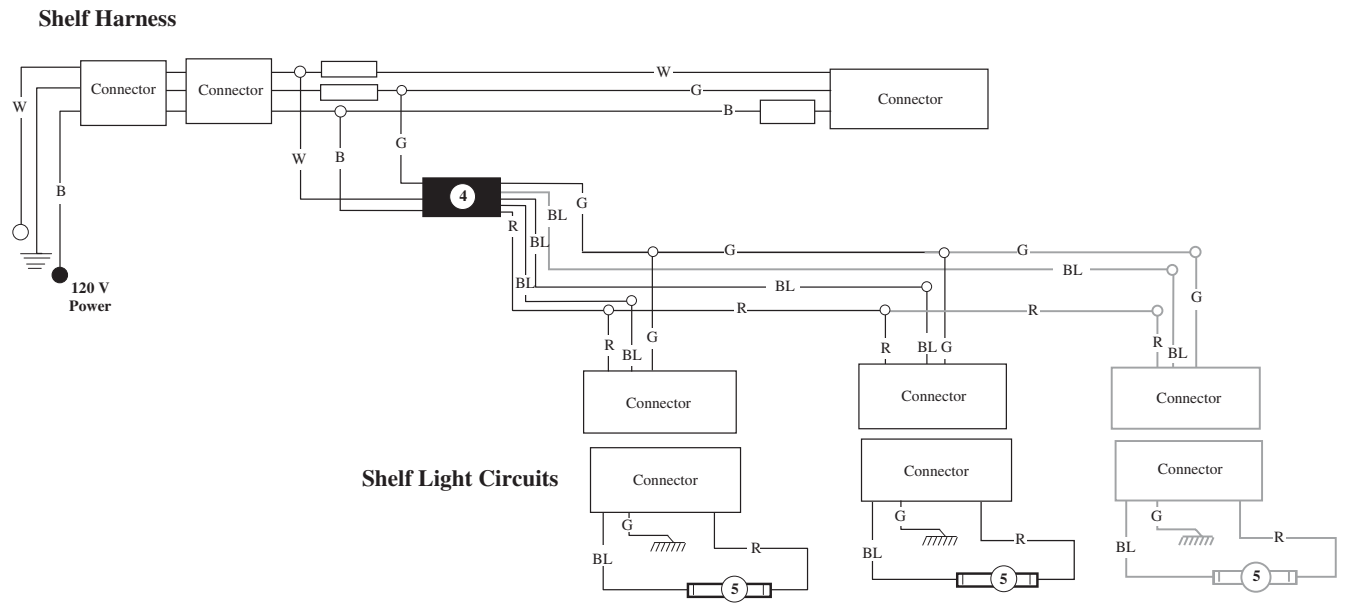 Shelf Harness
Connector
Connector
W
G
B
Connector
W
B
W
B
G
4
R
BL
BL
BL
G
120 V
Power
G
G
BL
BL
R
R
G
R
BL
G
R
BL G
R
BL
Connector
Connector
Connector
Shelf Light Circuits
Connector
Connector
Connector
G
BL
R
5
G
BL
R
5
G
BL
R
5